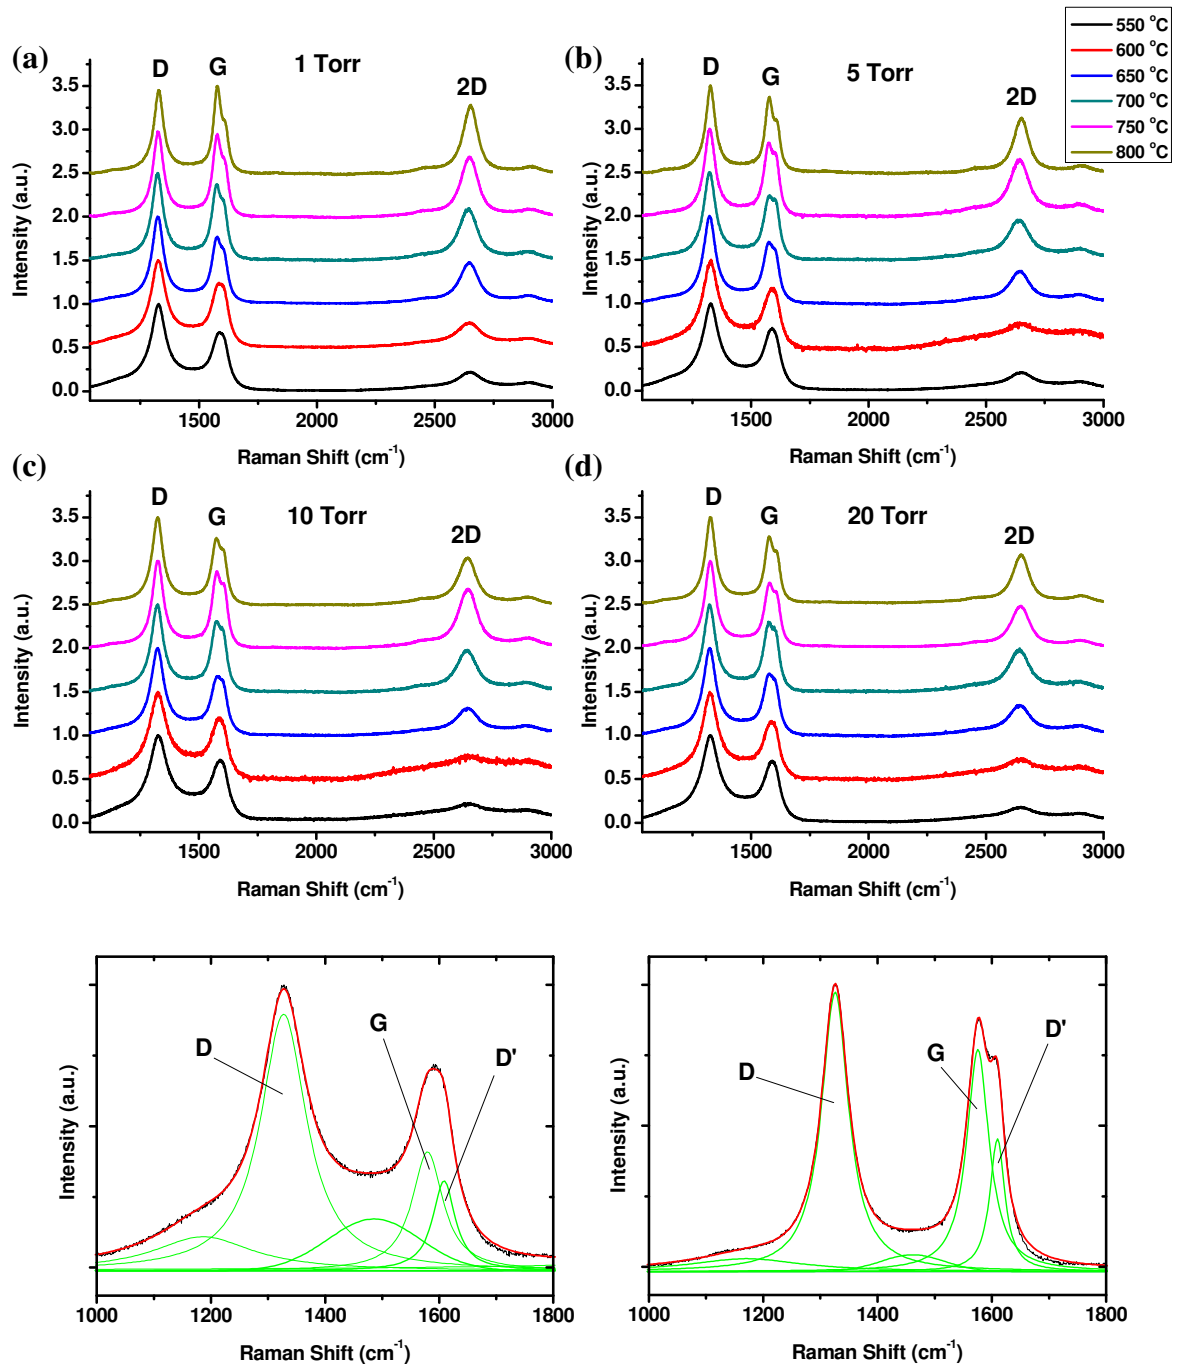 550 °C
600 °C
650 °C
700 °C
750 °C
800 °C
(a)
D
G
1 Torr
2D
3.5
3.0
2.5
2.0
1.5
1.0
0.5
0.0
Intensity (a.u.)
1500
2000
2500
3000
Raman Shift (cm-1)
(b)
D
G
5 Torr
2D
3.5
3.0
2.5
2.0
1.5
1.0
0.5
0.0
Intensity (a.u.)
1500
2000
2500
3000
Raman Shift (cm-1)
(c)
D
G
10 Torr
2D
3.5
3.0
2.5
2.0
1.5
1.0
0.5
0.0
Intensity (a.u.)
1500
2000
2500
3000
Raman Shift (cm-1)
(d)
D
G
20 Torr
2D
3.5
3.0
2.5
2.0
1.5
1.0
0.5
0.0
Intensity (a.u.)
1500
2000
2500
3000
Raman Shift (cm-1)
D
G
D'
Intensity (a.u.)
1000
1200
1400
1600
1800
Raman Shift (cm-1)
D
G
D'
Intensity (a.u.)
1000
1200
1400
1600
1800
Raman Shift (cm-1)